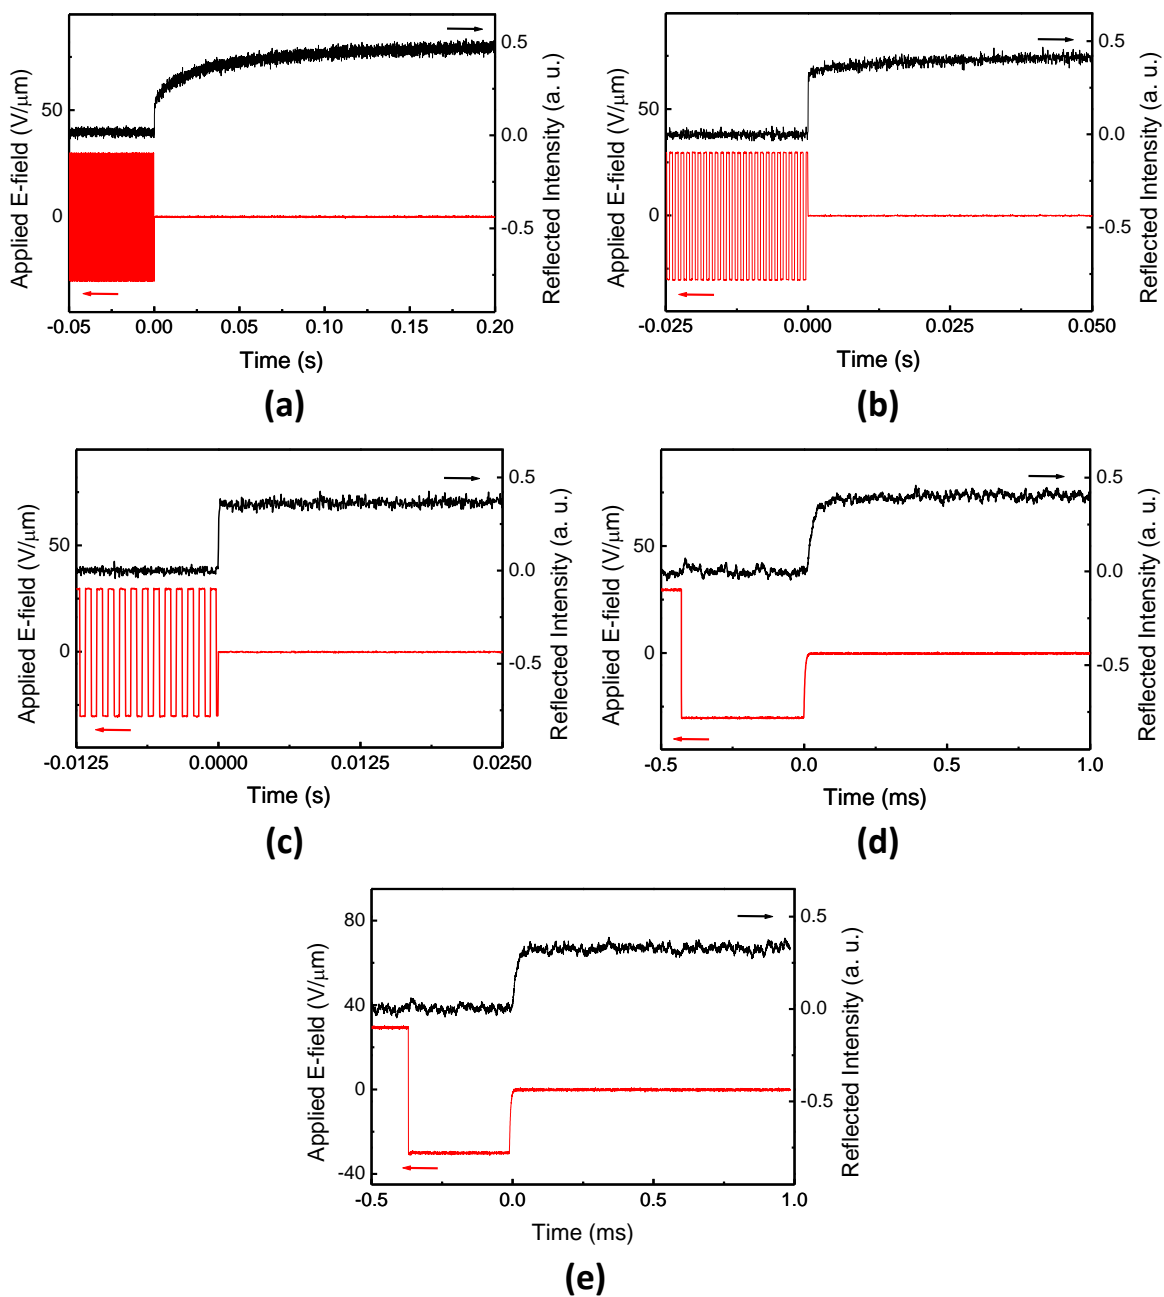 Applied E-field (V/μm)
50
0
0.5
0.0
-0.5
Reflected Intensity (a. u.)
-0.05 0.00 0.05 0.10 0.15 0.20
Time (s)
(a)
Applied E-field (V/μm)
50
0
0.5
0.0
-0.5
Reflected Intensity (a. u.)
-0.025 0.000 0.025 0.050
Time (s)
(b)
Applied E-field (V/μm)
50
0
0.5
0.0
-0.5
Reflected Intensity (a. u.)
-0.0125 0.0000 0.0125 0.0250
Time (s)
(c)
Applied E-field (V/μm)
50
0
0.5
0.0
-0.5
Reflected Intensity (a. u.)
-0.5 0.0 0.5 1.0
Time (ms)
(d)
Applied E-field (V/μm)
80
40
0
-40
0.5
0.0
-0.5
Reflected Intensity (a. u.)
-0.5 0.0 0.5 1.0
Time (ms)
(e)